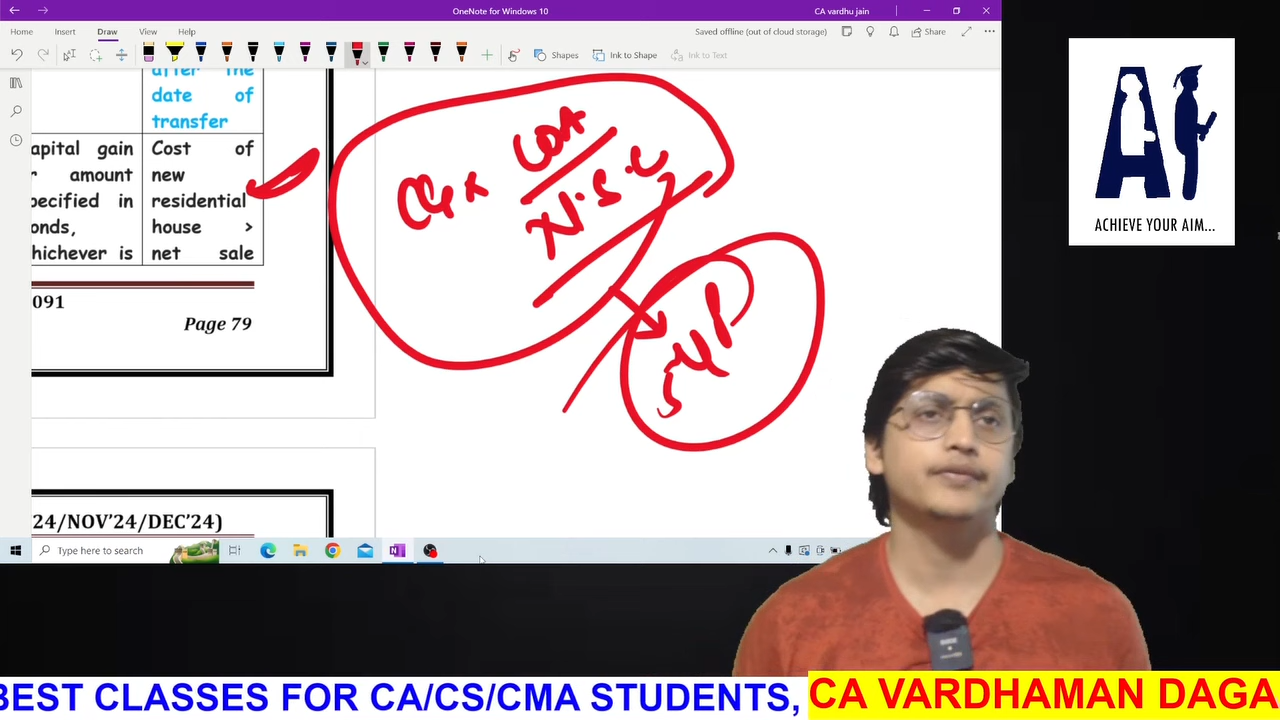 OneNote for Windows 10
CA vardhu jain
Home Insert Draw View Help
Saved offline (out of cloud storage)
Share
Shapes
Ink to Shape
Ink to Text
after the
date of
transfer
apital gain
r amount
pecified in
onds,
hichever is
Cost of
new
residential
house >
net sale
CG x COA
N.S.C
091
Page 79
24/NOV'24/DEC'24)
Type here to search
ACHIEVE YOUR AIM...
BEST CLASSES FOR CA/CS/CMA STUDENTS, CA VARDHAMAN DAGA